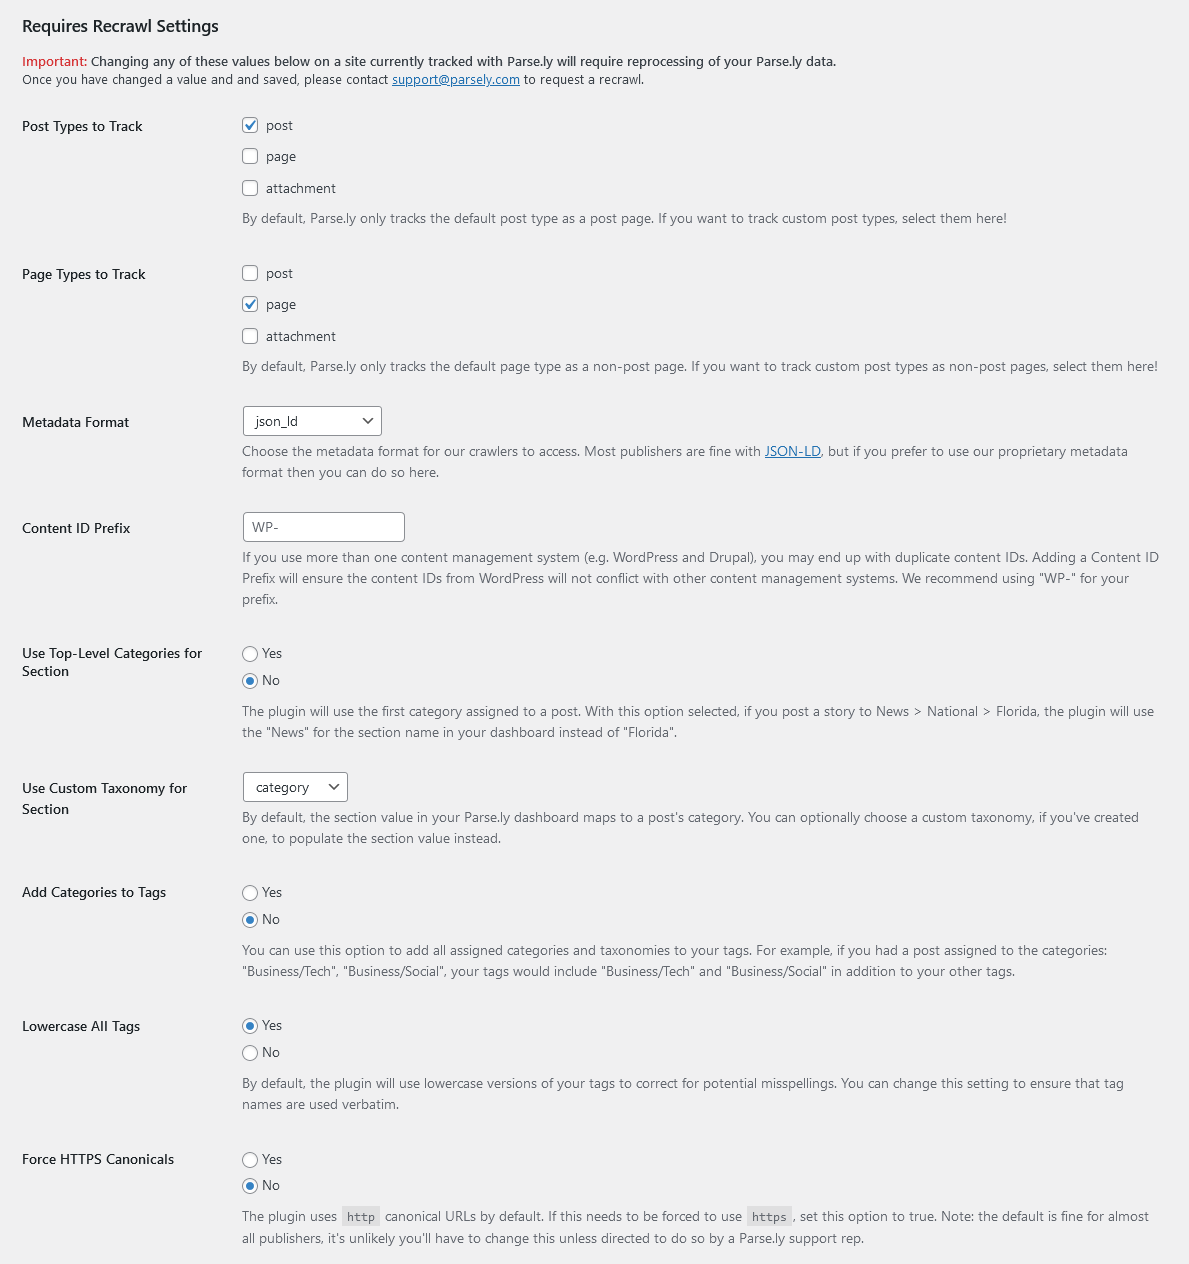 Requires Recrawl Settings
Important: Changing any of these values below on a site currently tracked with Parse.ly will require reprocessing of your Parse.ly data.
Once you have changed a value and and saved, please contact support@parsely.com to request a recrawl.
Post Types to Track
post
page
attachment
By default, Parse.ly only tracks the default post type as a post page. If you want to track custom post types, select them here!
Page Types to Track
post
page
attachment
By default, Parse.ly only tracks the default page type as a non-post page. If you want to track custom post types as non-post pages, select them here!
Metadata Format
json_ld
Choose the metadata format for our crawlers to access. Most publishers are fine with JSON-LD, but if you prefer to use our proprietary metadata
format then you can do so here.
Content ID Prefix
WP-
If you use more than one content management system (e.g. WordPress and Drupal), you may end up with duplicate content IDs. Adding a Content ID
Prefix will ensure the content IDs from WordPress will not conflict with other content management systems. We recommend using "WP-" for your
prefix.
Use Top-Level Categories for
Section
Yes
No
The plugin will use the first category assigned to a post. With this option selected, if you post a story to News > National > Florida, the plugin will use
the "News" for the section name in your dashboard instead of "Florida".
Use Custom Taxonomy for
Section
category
By default, the section value in your Parse.ly dashboard maps to a post's category. You can optionally choose a custom taxonomy, if you've created
one, to populate the section value instead.
Add Categories to Tags
Yes
No
You can use this option to add all assigned categories and taxonomies to your tags. For example, if you had a post assigned to the categories:
"Business/Tech", "Business/Social", your tags would include "Business/Tech" and "Business/Social" in addition to your other tags.
Lowercase All Tags
Yes
No
By default, the plugin will use lowercase versions of your tags to correct for potential misspellings. You can change this setting to ensure that tag
names are used verbatim.
Force HTTPS Canonicals
Yes
No
The plugin uses http canonical URLs by default. If this needs to be forced to use https, set this option to true. Note: the default is fine for almost
all publishers, it's unlikely you'll have to change this unless directed to do so by a Parse.ly support rep.